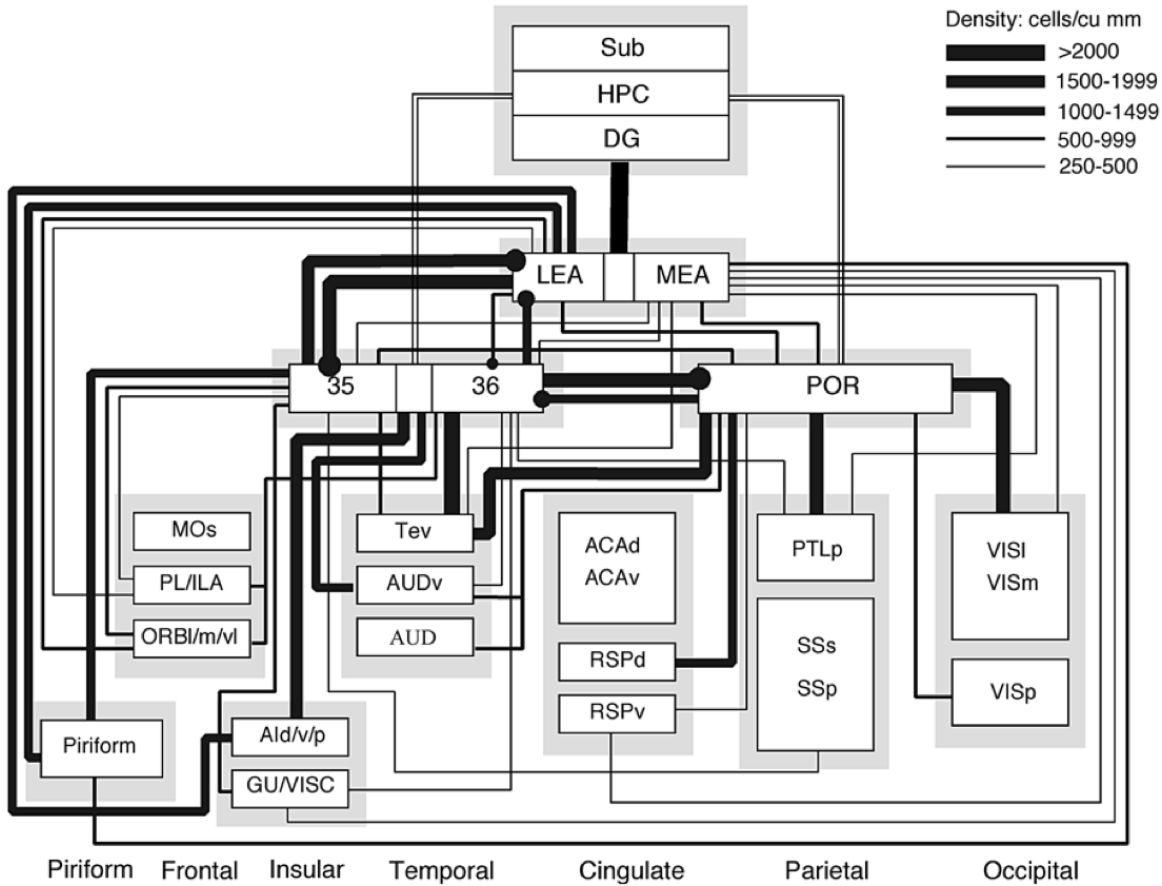 Density: cells/cu mm
>2000
1500-1999
1000-1499
500-999
250-500
Sub
HPC
DG
LEA
MEA
35
36
POR
MOs
PL/ILA
ORBl/m/vl
Tev
AUDv
AUD
ACAd
ACAv
RSPd
RSPv
PTLp
SSs
SSp
VISl
VISm
VISp
Piriform
AId/v/p
GU/VISC
Piriform
Frontal
Insular
Temporal
Cingulate
Parietal
Occipital